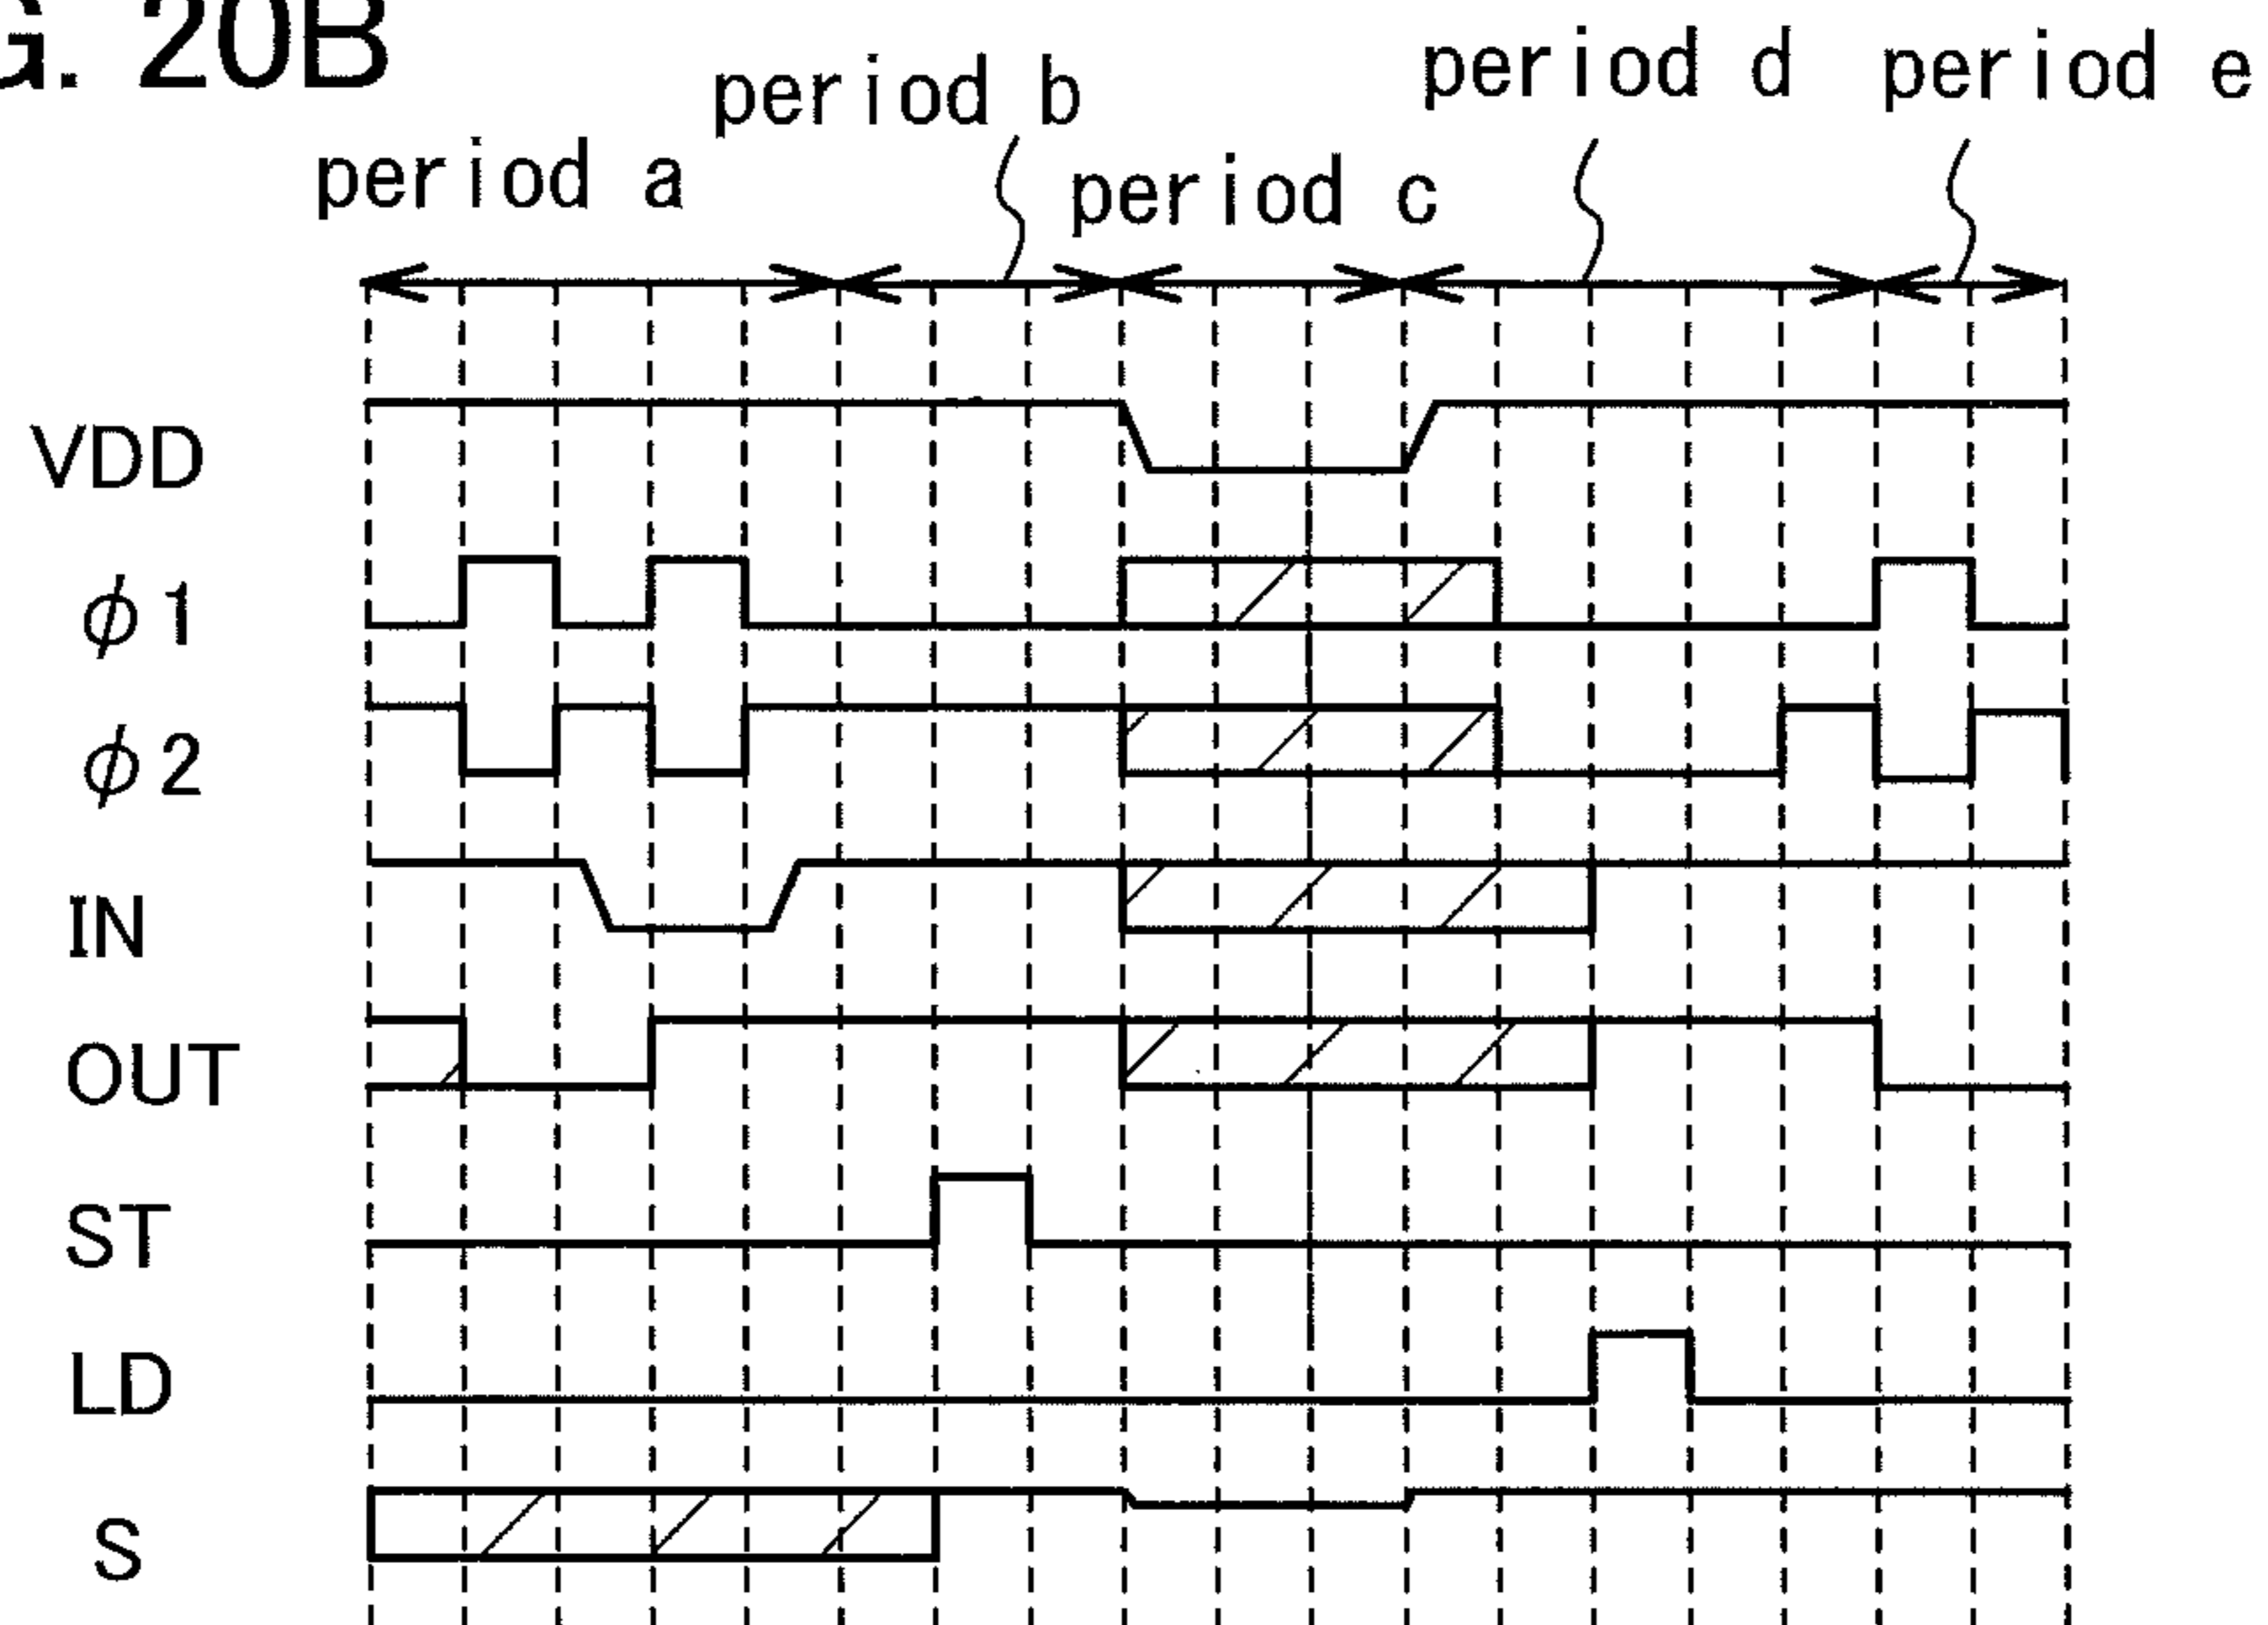 G. 20B
period a
period b
period c
period d
period e
VDD
ϕ1
ϕ2
IN
OUT
ST
LD
S